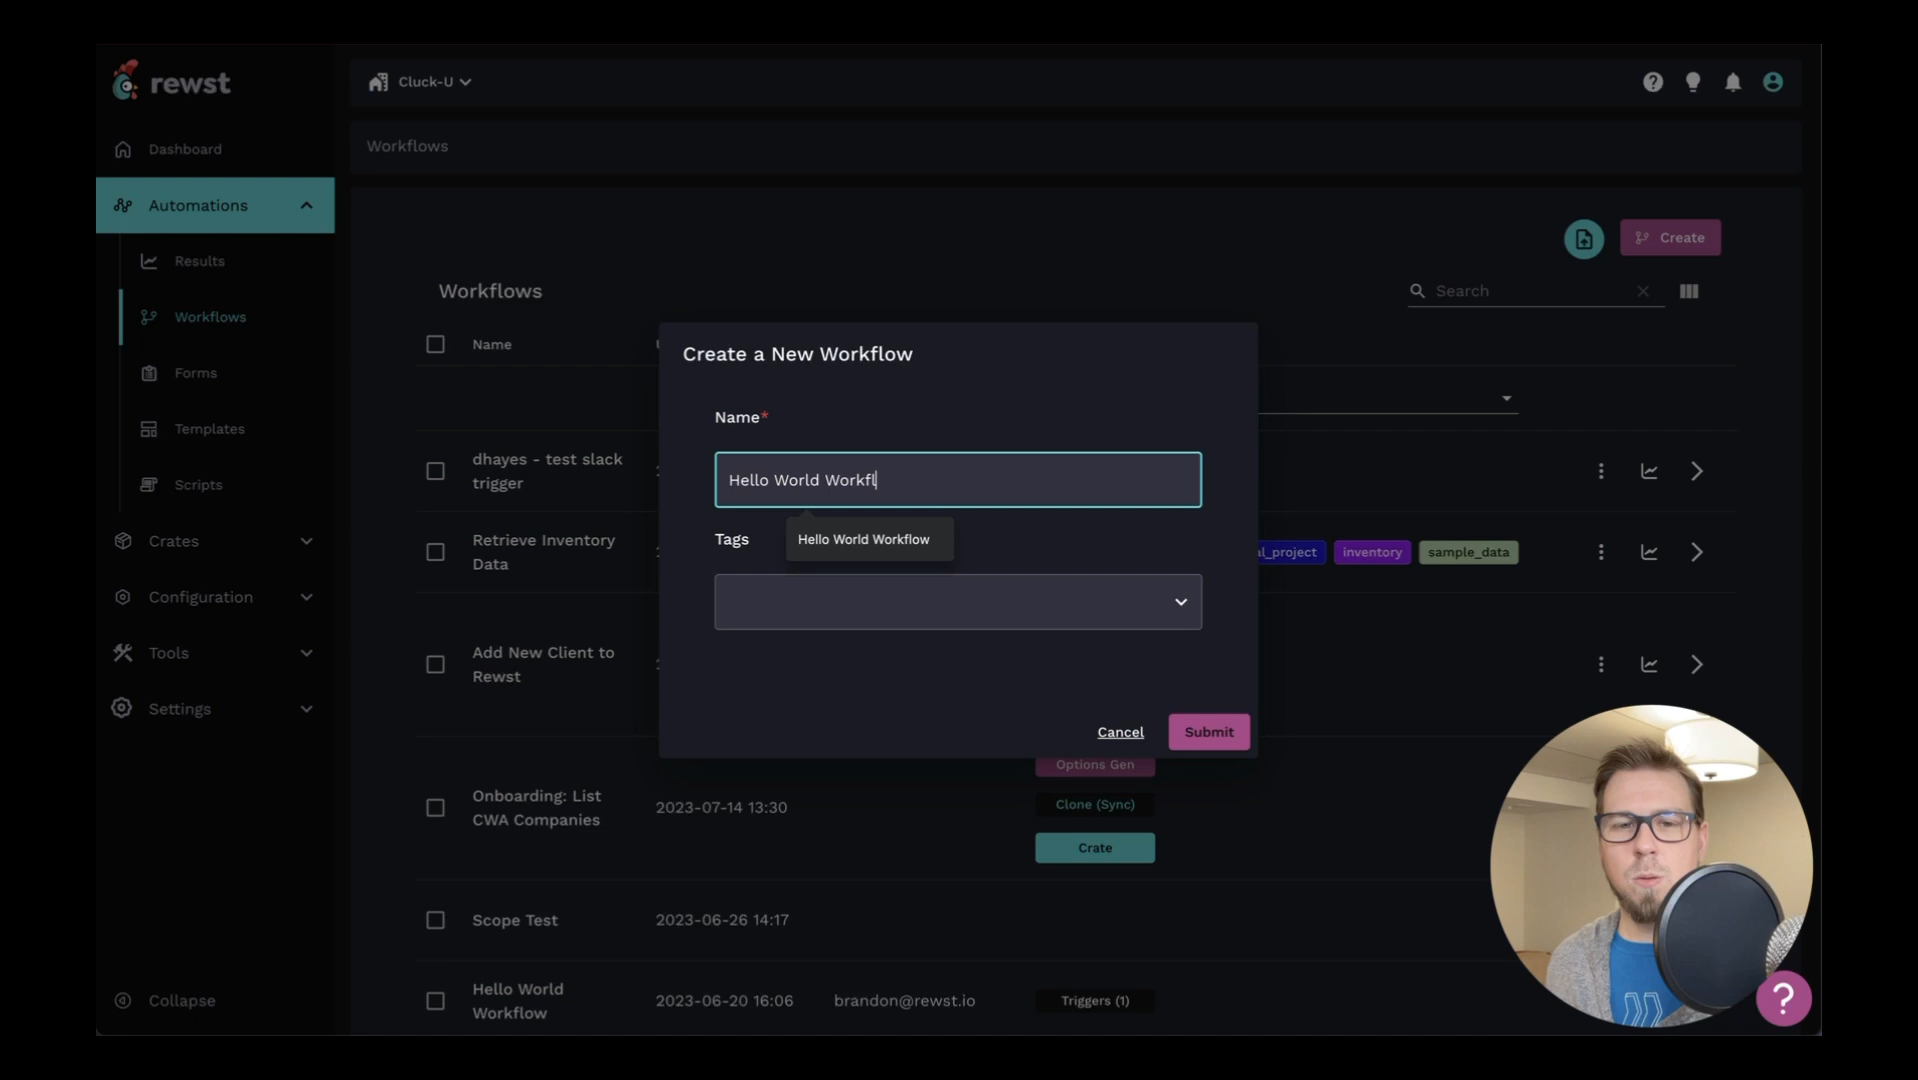 rewst
Cluck-U
Dashboard
Workflows
Automations
Results
Create
Workflows
Search
Workflows
Name
Create a New Workflow
Forms
Name*
Templates
dhayes - test slack
trigger
Hello World Workfl
Scripts
Crates
Retrieve Inventory
Data
Tags
Hello World Workflow
l_project
inventory
sample_data
Configuration
Tools
Add New Client to
Rewst
Settings
Cancel
Submit
Options Gen
Onboarding: List
CWA Companies
2023-07-14 13:30
Clone (Sync)
Crate
Scope Test
2023-06-26 14:17
Collapse
Hello World
Workflow
2023-06-20 16:06
brandon@rewst.io
Triggers (1)
?